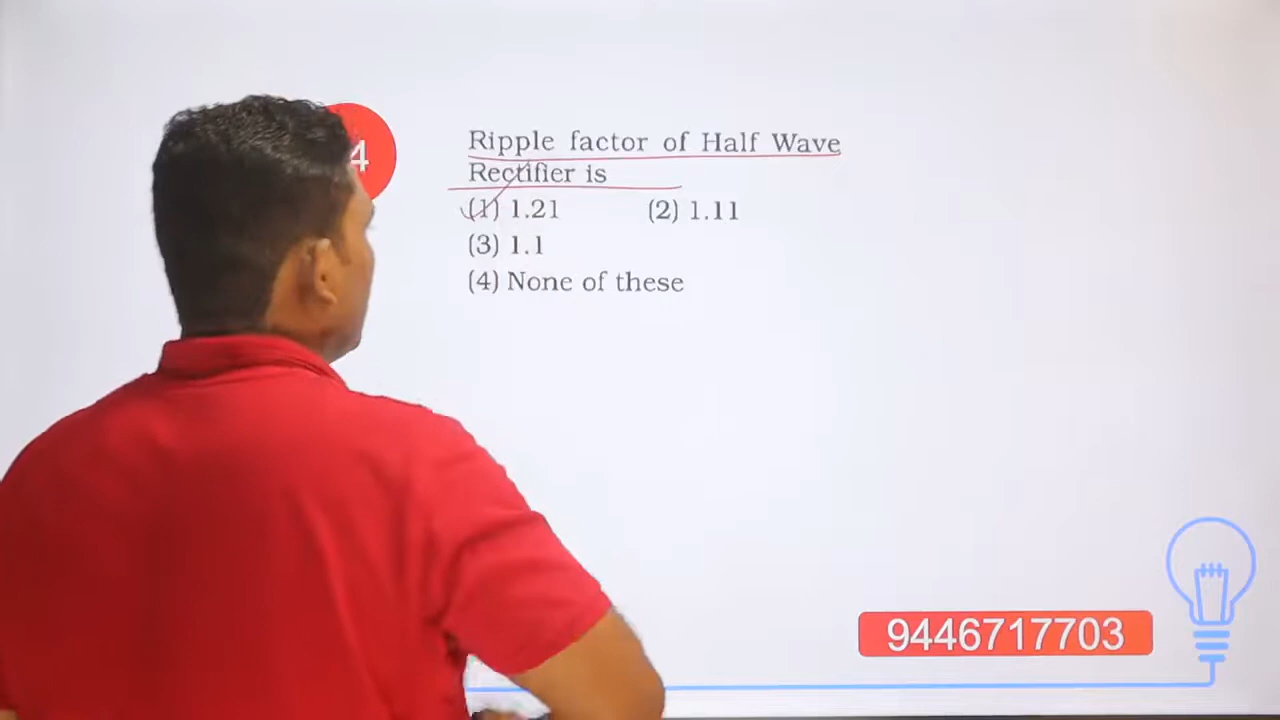 4
Ripple factor of Half Wave
Rectifier is
(1) 1.21 (2) 1.11
(3) 1.1
(4) None of these
9446717703